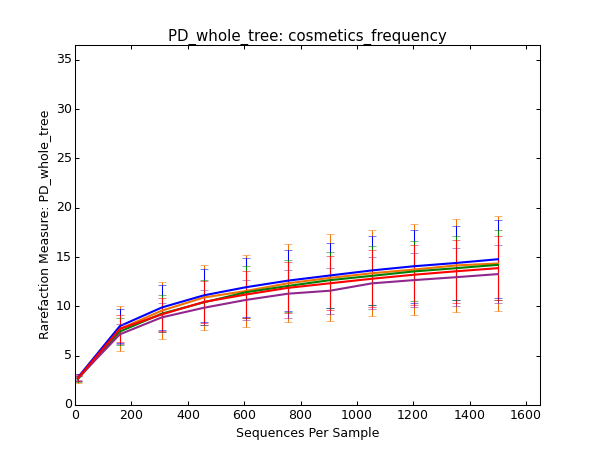 PD_whole_tree: cosmetics_frequency
Rarefaction Measure: PD_whole_tree
35
30
25
20
15
10
5
0
0 200 400 600 800 1000 1200 1400 1600
Sequences Per Sample